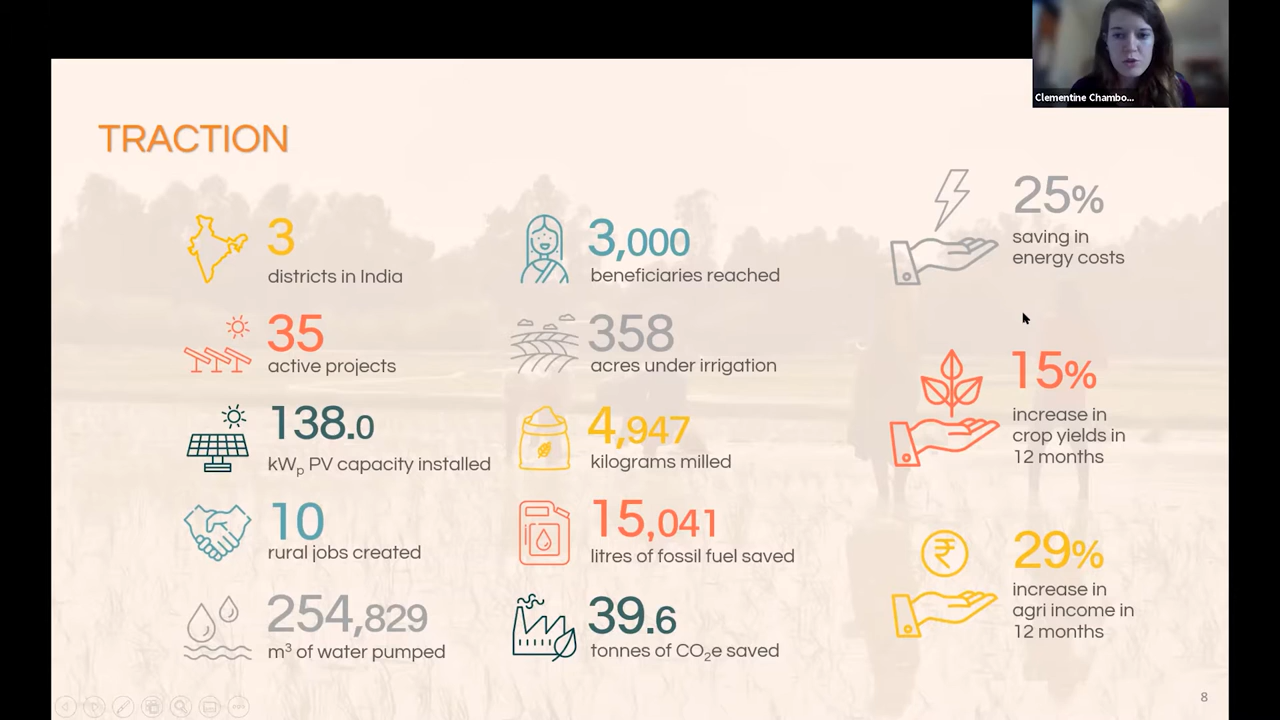 Clementine Chambo...
TRACTION
3
districts in India
35
active projects
138.0
kWp PV capacity installed
10
rural jobs created
254,829
m³ of water pumped
3,000
beneficiaries reached
358
acres under irrigation
4,947
kilograms milled
15,041
litres of fossil fuel saved
39.6
tonnes of CO₂e saved
25%
saving in
energy costs
15%
increase in
crop yields in
12 months
₹
29%
increase in
agri income in
12 months
8